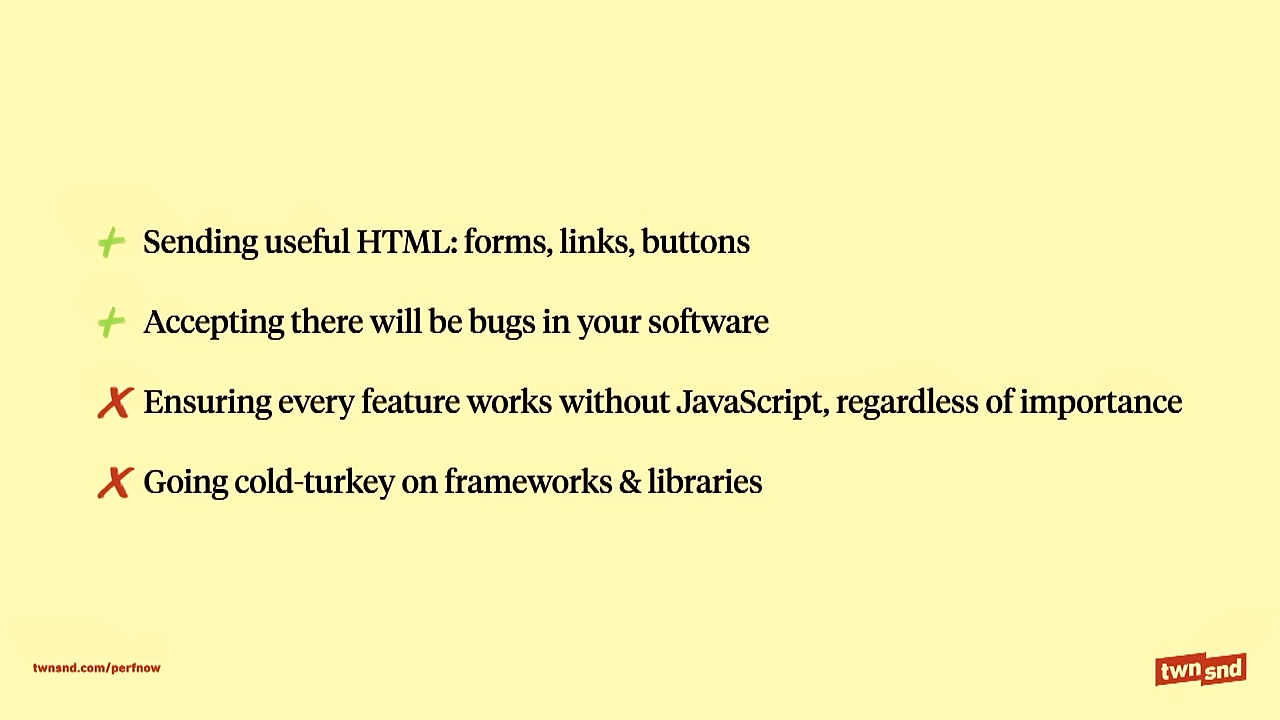 Sending useful HTML: forms, links, buttons
Accepting there will be bugs in your software
Ensuring every feature works without JavaScript, regardless of importance
Going cold-turkey on frameworks & libraries
twnsnd.com/perfnow
twn snd